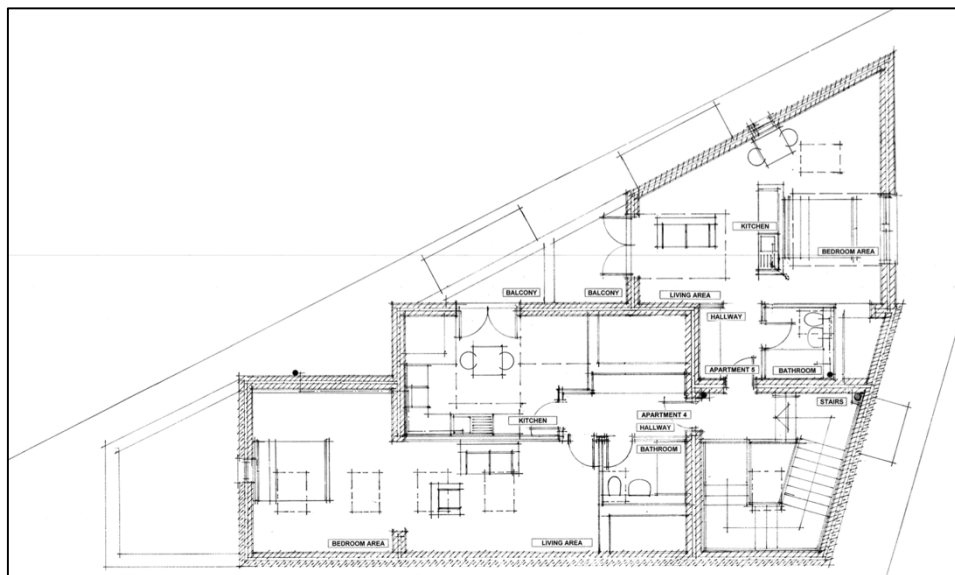 KITCHEN
BEDROOM AREA
BALCONY
BALCONY
LIVING AREA
HALLWAY
APARTMENT 5
BATHROOM
STAIRS
KITCHEN
APARTMENT 4
HALLWAY
BATHROOM
BEDROOM AREA
LIVING AREA